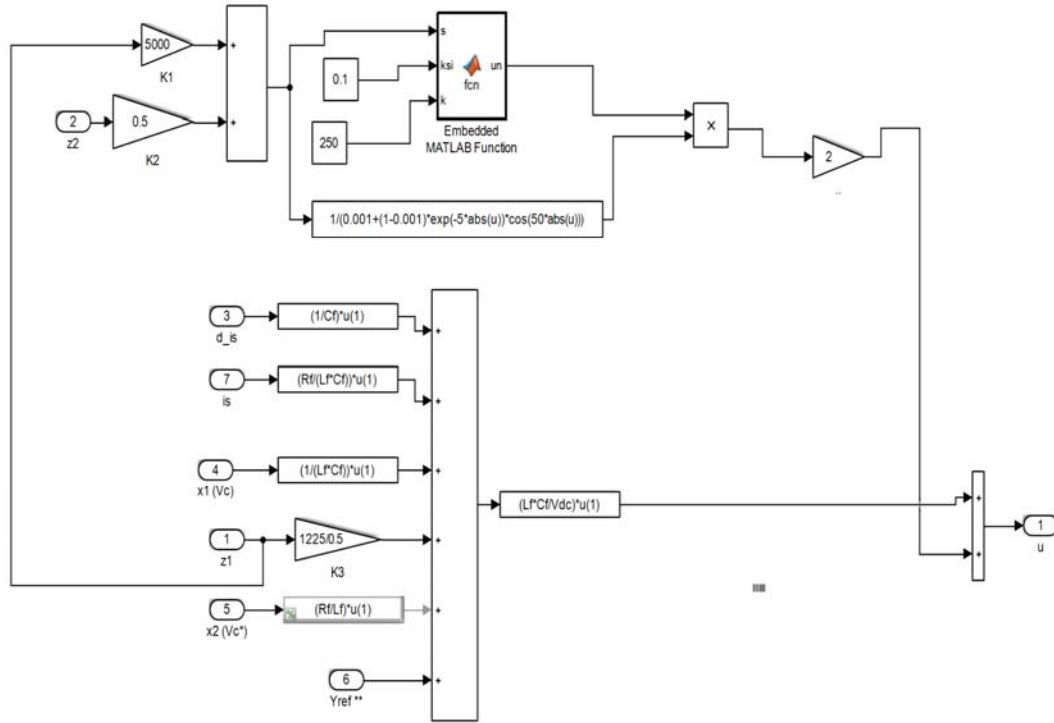 5000
+
s
K1
0.1
ksi
un
fcn
2
z2
0.5
+
k
K2
250
Embedded
MATLAB Function
×
2
..
1/(0.001+(1-0.001)*exp(-5*abs(u))*cos(50*abs(u)))
3
(1/Cf)*u(1)
+
d_is
7
(Rf/(Lf*Cf))*u(1)
+
is
4
(1/(Lf*Cf))*u(1)
+
x1 (Vc)
(Lf*Cf/Vdc)*u(1)
+
1
u
+
1
1225/0.5
+
z1
K3
5
(Rf/Lf)*u(1)
+
x2 (Vc*)
6
+
Yref **